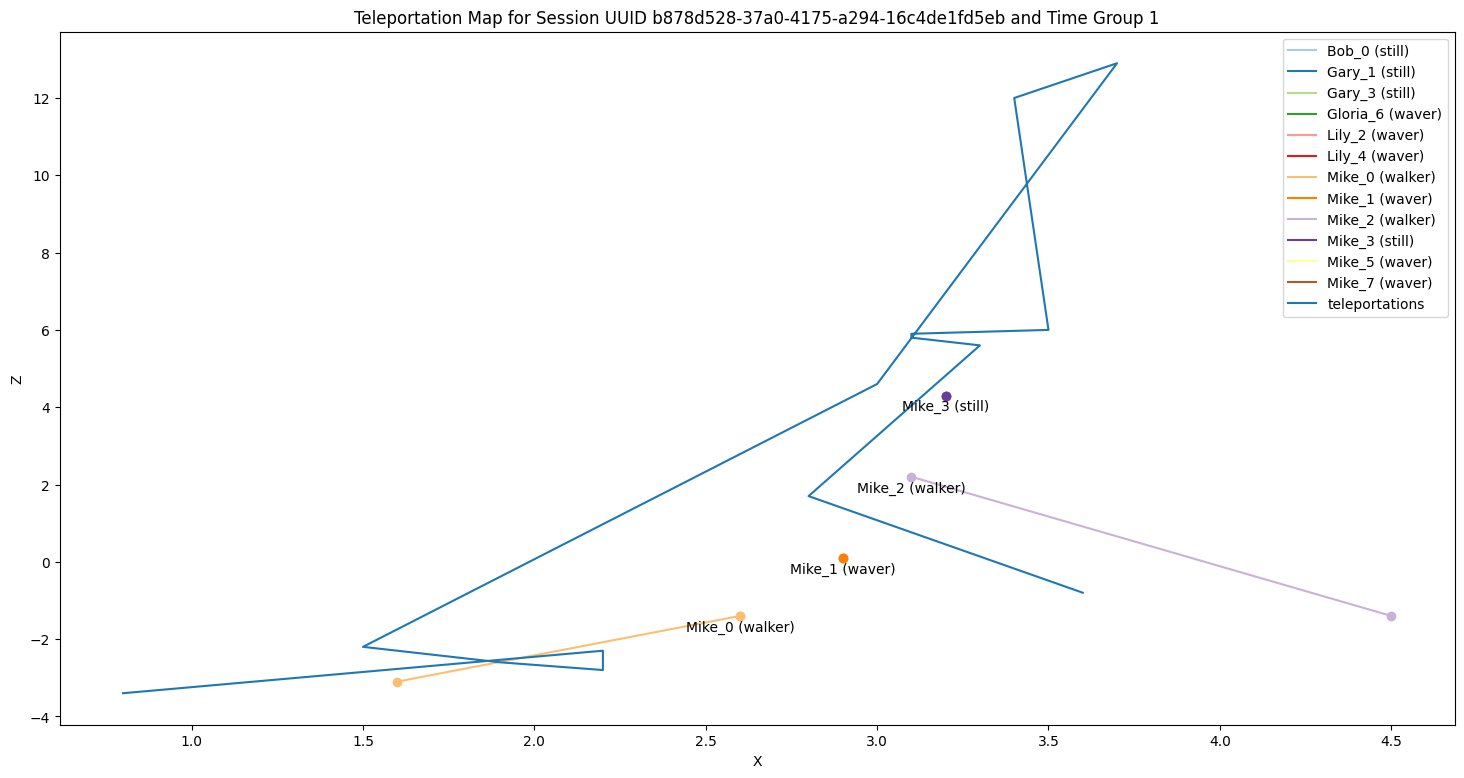 Teleportation Map for Session UUID b878d528-37a0-4175-a294-16c4de1fd5eb and Time Group 1
Bob_0 (still)
Gary_1 (still)
Gary_3 (still)
Gloria_6 (waver)
Lily_2 (waver)
Lily_4 (waver)
Mike_0 (walker)
Mike_1 (waver)
Mike_2 (walker)
Mike_3 (still)
Mike_5 (waver)
Mike_7 (waver)
teleportations
12
10
8
6
4
2
0
−2
−4
Z
Mike_3 (still)
Mike_2 (walker)
Mike_1 (waver)
Mike_0 (walker)
1.0 1.5 2.0 2.5 3.0 3.5 4.0 4.5
X